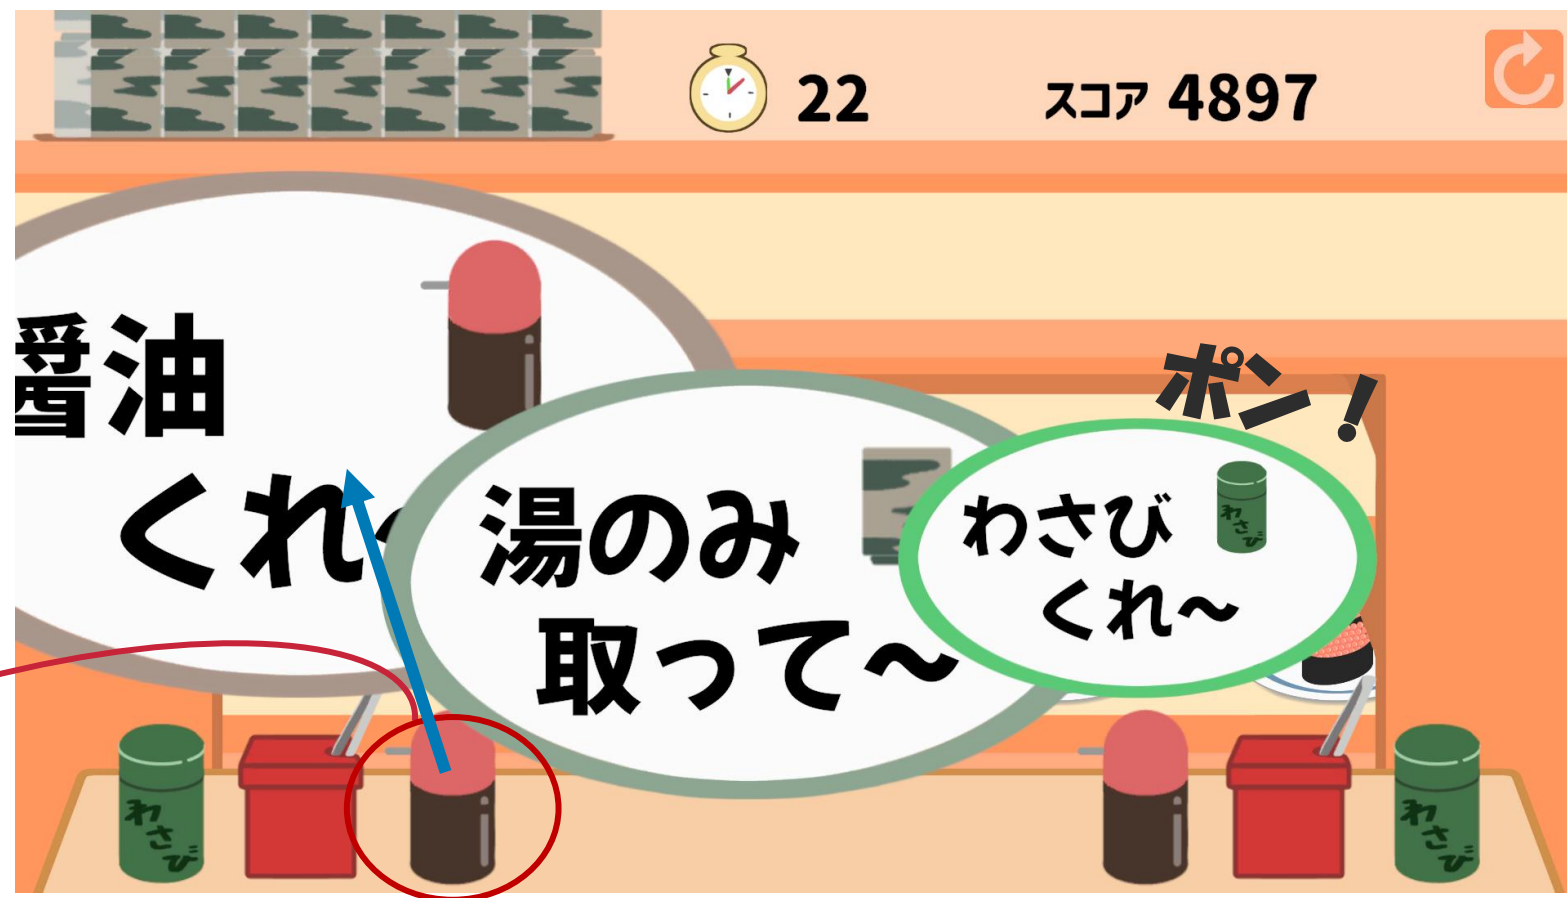 22
スコア 4897
醤油
くれ~
ポン!
湯のみ
取って~
わさび
わさび
くれ~
わさび
わさび